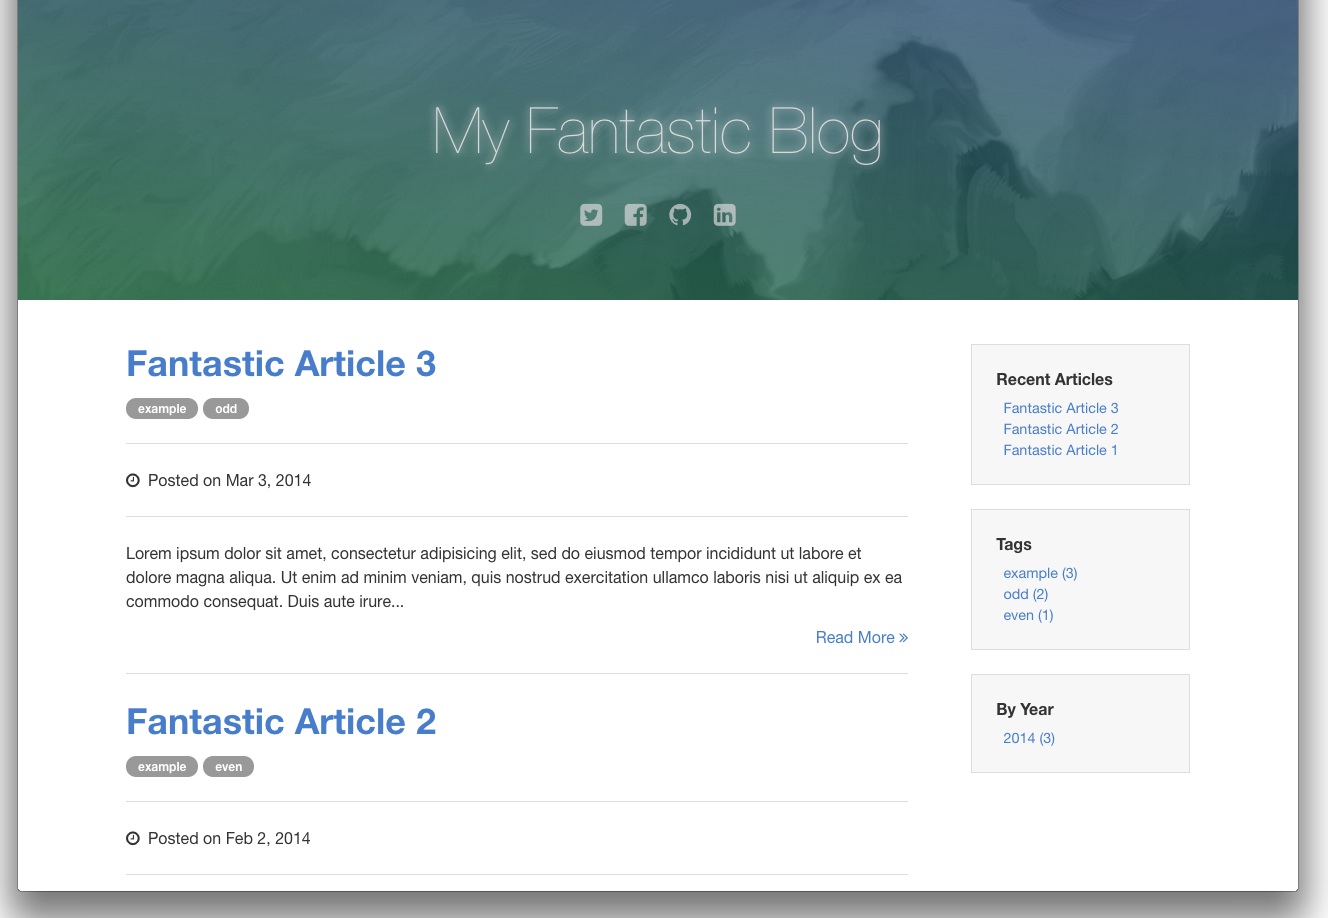 My Fantastic Blog
Fantastic Article 3
example odd
Posted on Mar 3, 2014
Lorem ipsum dolor sit amet, consectetur adipisicing elit, sed do eiusmod tempor incididunt ut labore et
dolore magna aliqua. Ut enim ad minim veniam, quis nostrud exercitation ullamco laboris nisi ut aliquip ex ea
commodo consequat. Duis aute irure...
Read More »
Fantastic Article 2
example even
Posted on Feb 2, 2014
Recent Articles
Fantastic Article 3
Fantastic Article 2
Fantastic Article 1
Tags
example (3)
odd (2)
even (1)
By Year
2014 (3)